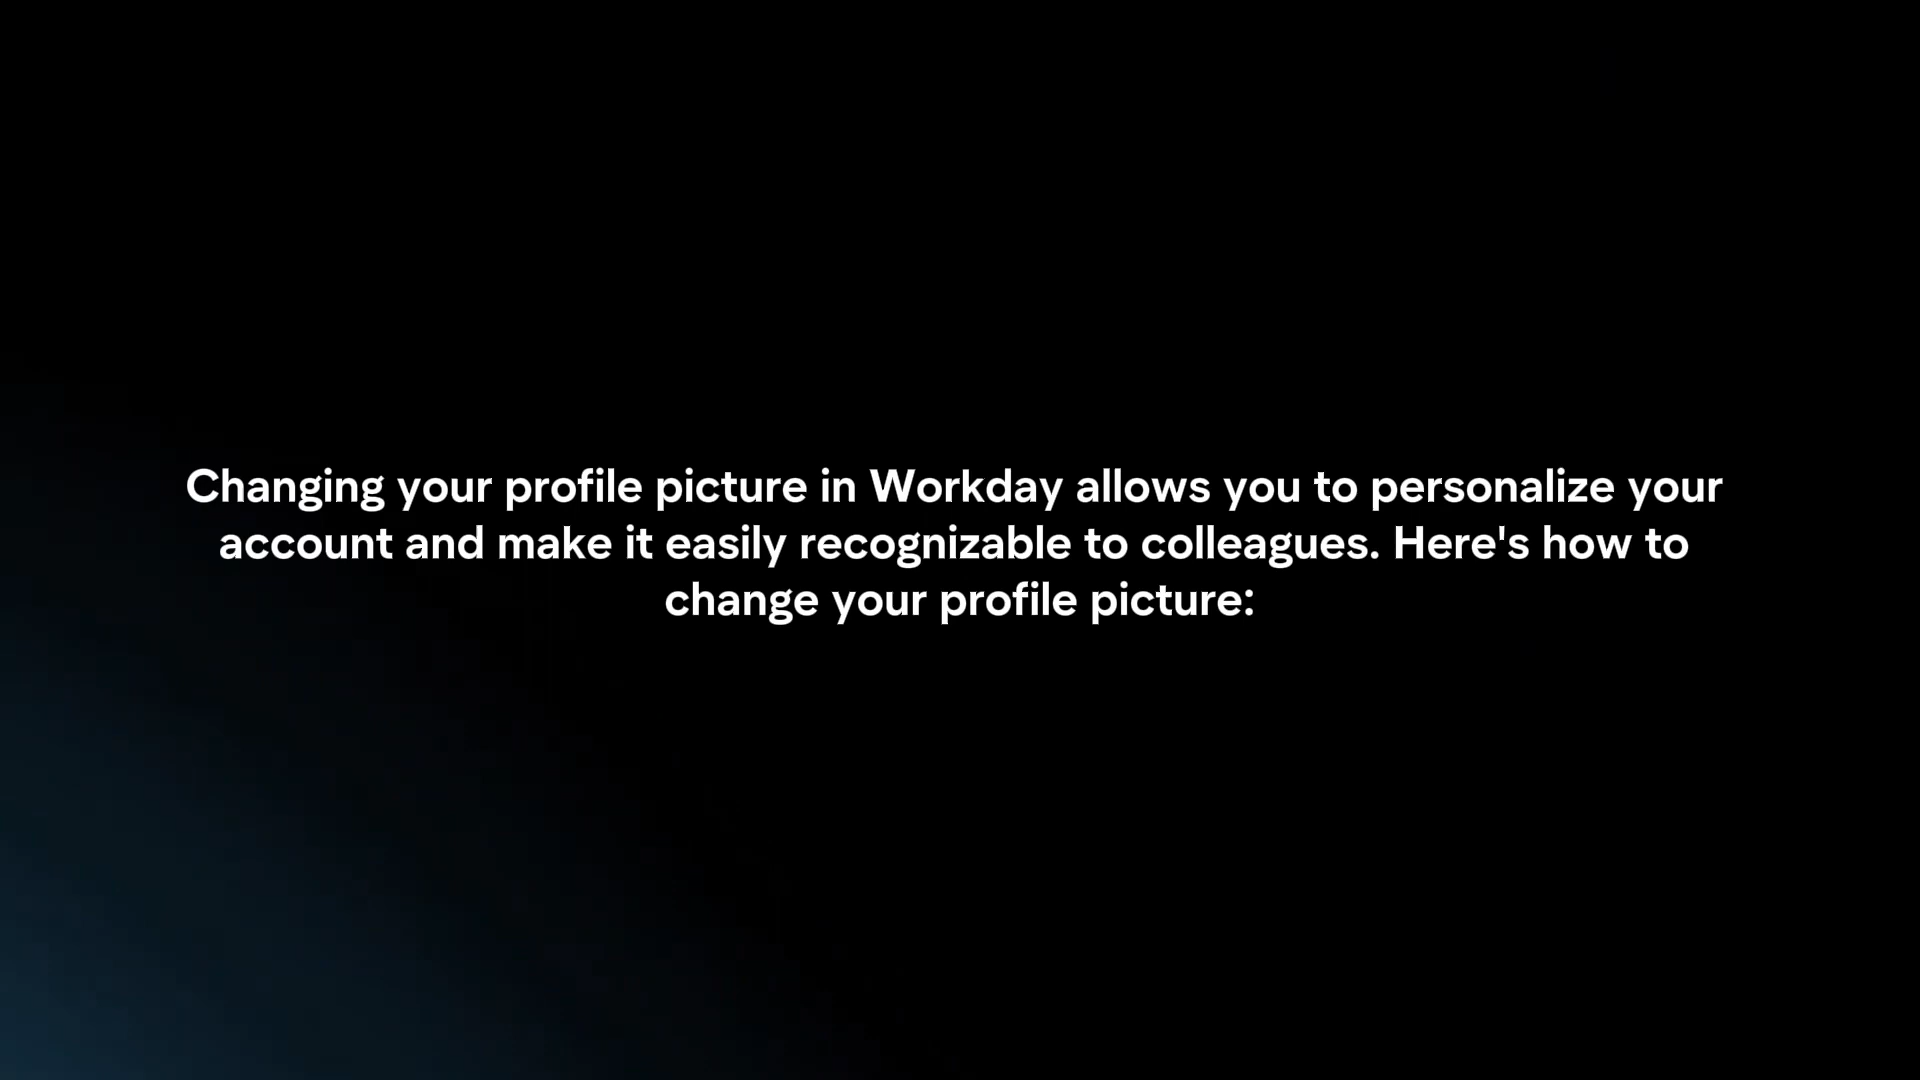 Changing your profile picture in Workday allows you to personalize your
account and make it easily recognizable to colleagues. Here's how to
change your profile picture: